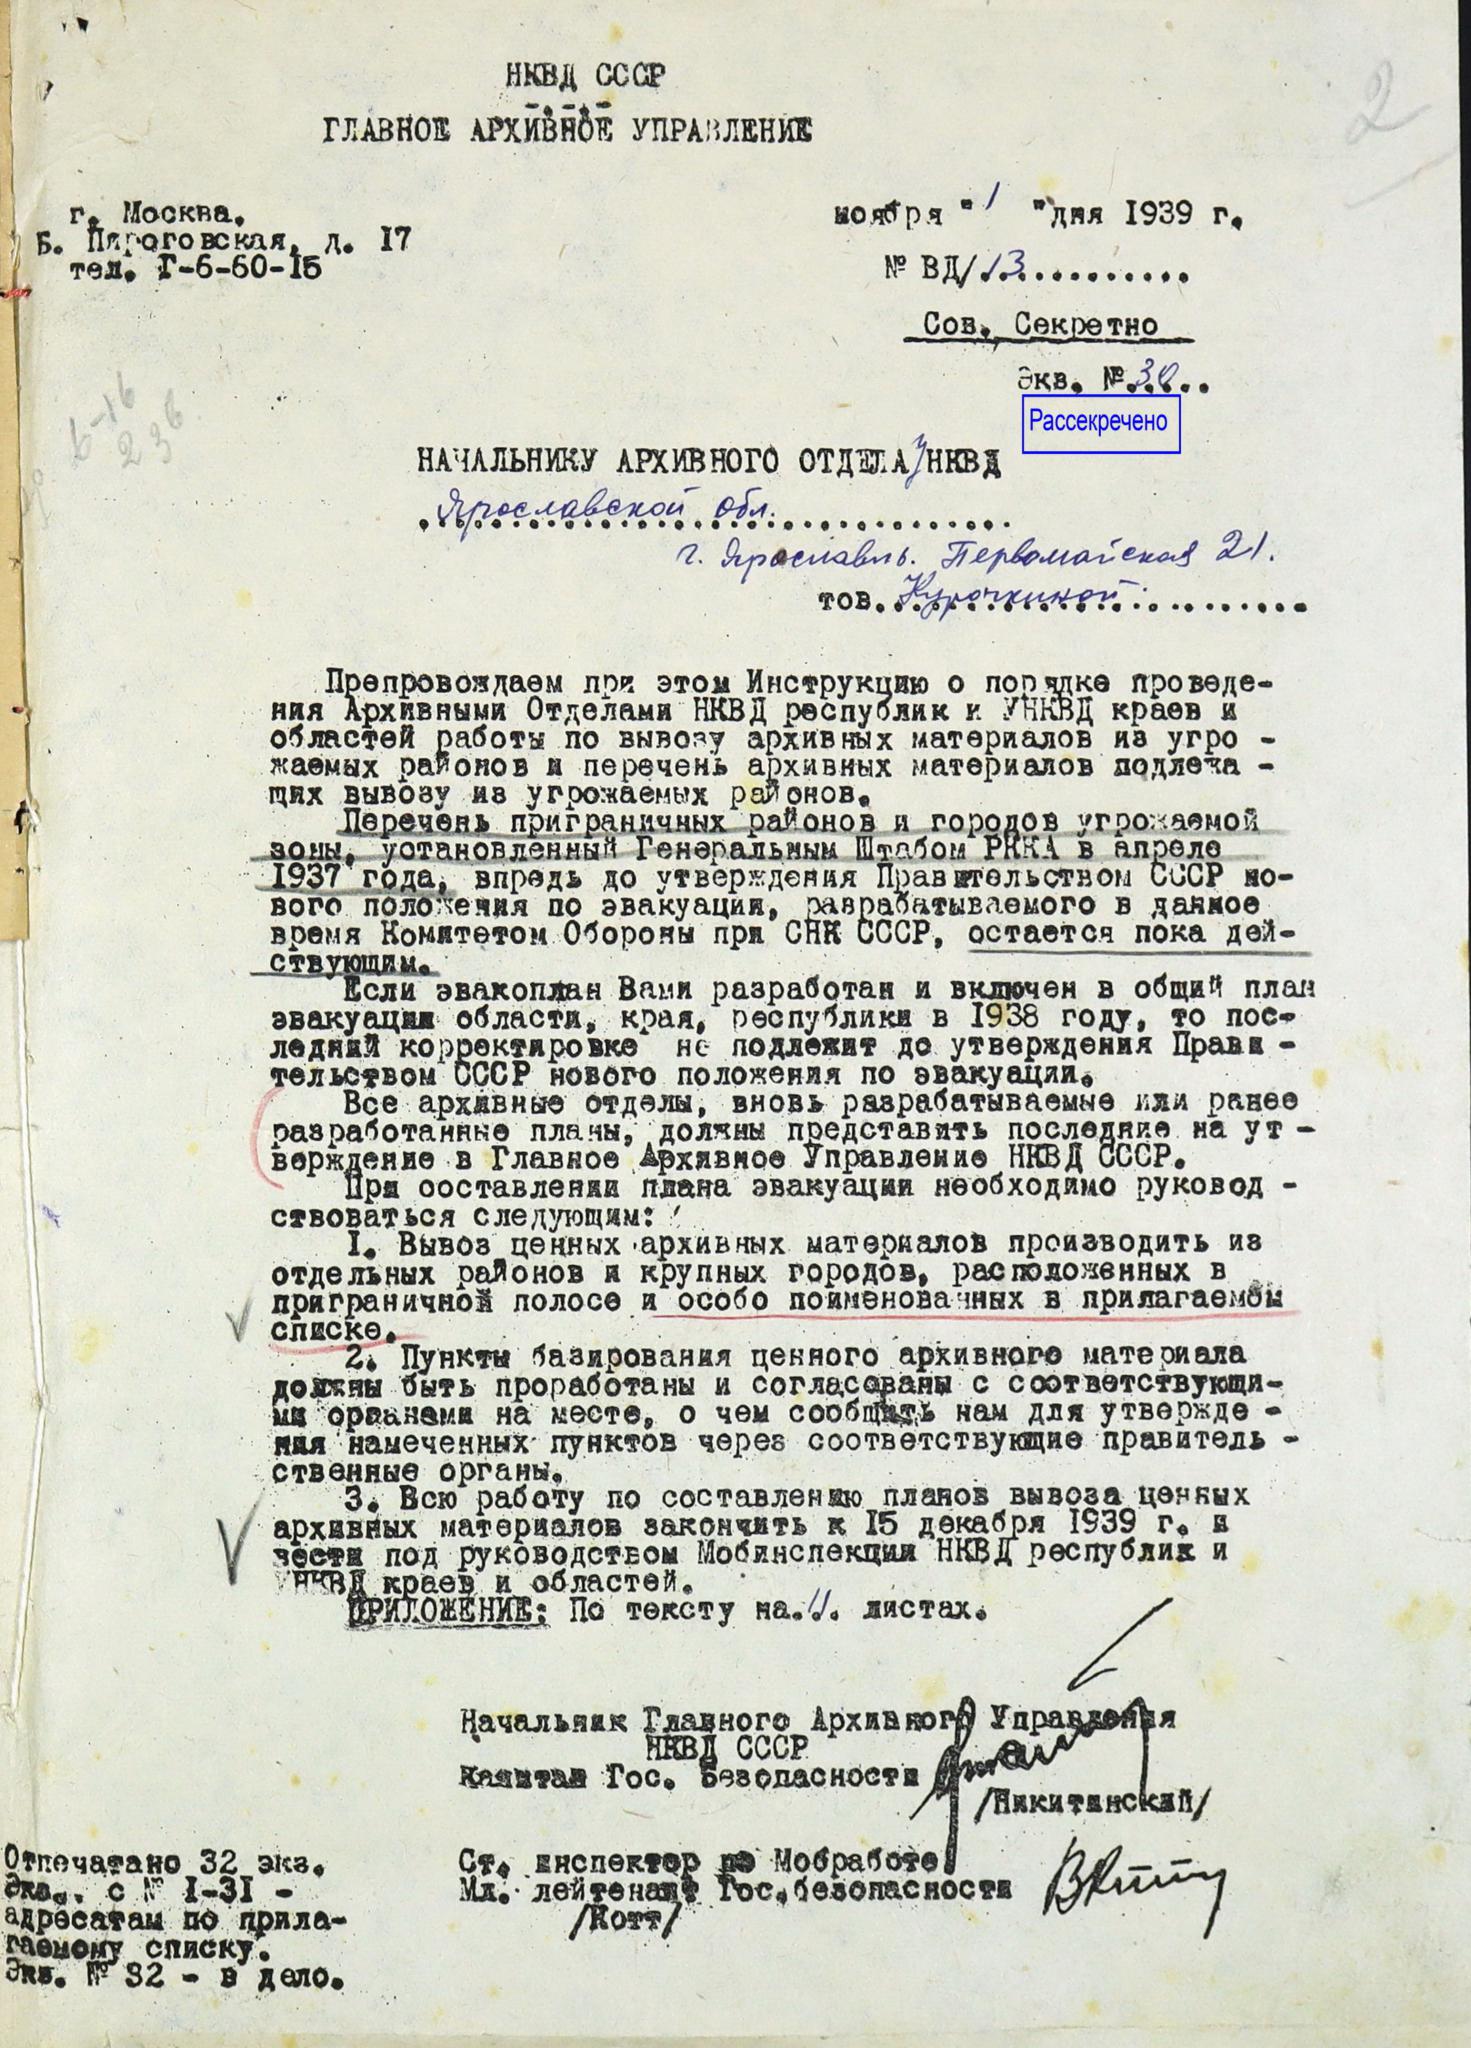 2
НКВД СССР
ГЛАВНОЕ АРХИВНОЕ УПРАВЛЕНИЕ
г. Москва.
Б. Пироговская, д. 17
тел. Г-6-60-15
ноября "1 "дня 1939 г.
№ ВД/.13...........
Сов. Секретно
Экз. №.30..
Рассекречено
6-16
236
НАЧАЛЬНИКУ АРХИВНОГО ОТДЕЛА УНКВД
Ярославской обл.
г. Ярославль. Первомайская 21.
тов. Курочкиной
Препровождаем при этом Инструкцию о порядке проведе-
ния Архивными Отделами НКВД республик и УНКВД краев и
областей работы по вывозу архивных материалов из угро -
жаемых районов и перечень архивных материалов подлежа -
щих вывозу из угрожаемых районов.
Перечень приграничных районов и городов угрожаемой
зоны, установленный Генеральным Штабом РККА в апреле
1937 года, впредь до утверждения Правительством СССР но-
вого положения по эвакуации, разрабатываемого в данное
время Комитетом Обороны при СНК СССР, остается пока дей-
ствующим.
Если эвакоплан Вами разработан и включен в общий план
эвакуации области, края, республики в 1938 году, то пос-
ледний корректировке не подлежит до утверждения Прави -
тельством СССР нового положения по эвакуации.
Все архивные отделы, вновь разрабатываемые или ранее
разработанные планы, должны представить последние на ут -
верждение в Главное Архивное Управление НКВД СССР.
При составлении плана эвакуации необходимо руковод -
ствоваться следующим:
1. Вывоз ценных архивных материалов производить из
отдельных районов и крупных городов, расположенных в
приграничной полосе и особо поименованных в прилагаемом
списке.
2. Пункты базирования ценного архивного материала
должны быть проработаны и согласованы с соответствующи-
ми органами на месте, о чем сообщить нам для утвержде -
ния намеченных пунктов через соответствующие правитель -
ственные органы.
3. Всю работу по составлению планов вывоза ценных
архивных материалов закончить к 15 декабря 1939 г. и
вести под руководством Мобинспекции НКВД республик и
УНКВД краев и областей.
ПРИЛОЖЕНИЕ: По тексту на.11. листах.
Начальник Главного Архивного Управления
НКВД СССР
Капитан Гос. Безопасности
/Никитинский/
Ст. инспектор по Мобработе
Мл. лейтенант Гос.безопасности
/Котт/
Отпечатано 32 экз.
Экз.. с № 1-31 -
адресатам по прила-
гаемому списку.
Экз. № 32 - в дело.